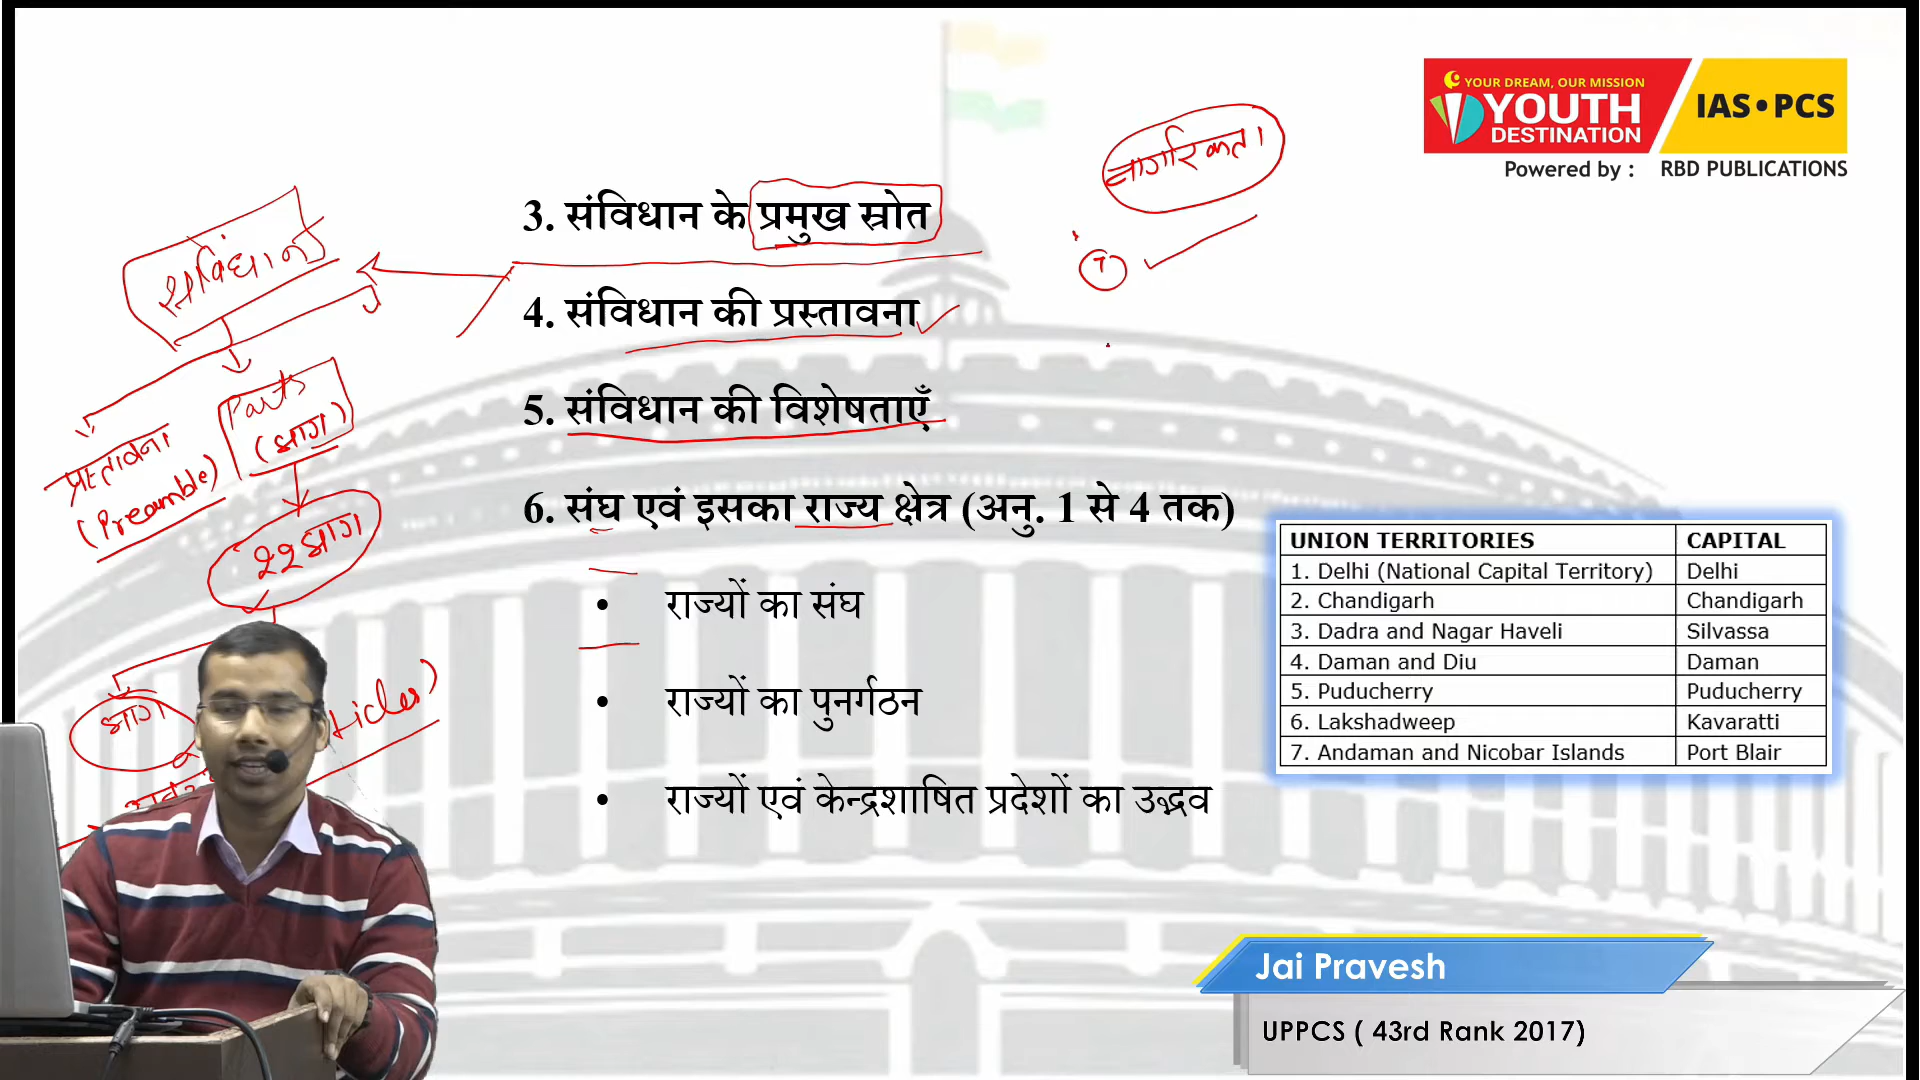 YOUR DREAM, OUR MISSION
YOUTH
DESTINATION
IAS•PCS
Powered by : RBD PUBLICATIONS
नागरिकता
7
3. संविधान के प्रमुख स्रोत
4. संविधान की प्रस्तावना
5. संविधान की विशेषताएँ
6. संघ एवं इसका राज्य क्षेत्र (अनु. 1 से 4 तक)
• राज्यों का संघ
• राज्यों का पुनर्गठन
• राज्यों एवं केन्द्रशाषित प्रदेशों का उद्भव
संविधान
प्रस्तावना
(Preamble)
Parts
(भाग)
22 भाग
भाग
UNION TERRITORIES CAPITAL
1. Delhi (National Capital Territory) Delhi
2. Chandigarh Chandigarh
3. Dadra and Nagar Haveli Silvassa
4. Daman and Diu Daman
5. Puducherry Puducherry
6. Lakshadweep Kavaratti
7. Andaman and Nicobar Islands Port Blair
Jai Pravesh
UPPCS ( 43rd Rank 2017)